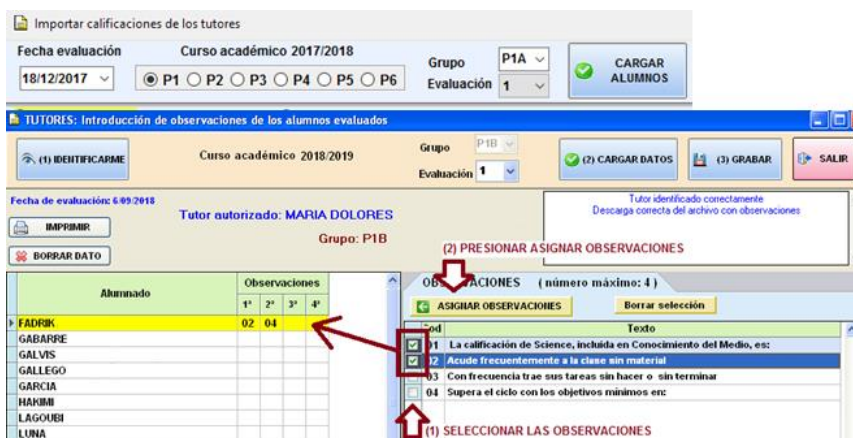 Importar calificaciones de los tutores
Fecha evaluación Curso académico 2017/2018 Grupo P1A CARGAR ALUMNOS
18/12/2017 P1 P2 P3 P4 P5 P6 Evaluación 1
TUTORES: Introducción de observaciones de los alumnos evaluados
(1) IDENTIFICARME Curso académico 2018/2019 Grupo P1B (2) CARGAR DATOS (3) GRABAR SALIR
Evaluación 1
Fecha de evaluación: 6/09/2018
Tutor identificado correctamente
Descarga correcta del archivo con observaciones
IMPRIMIR Tutor autorizado: MARIA DOLORES
Grupo: P1B
BORRAR DATO
(2) PRESIONAR ASIGNAR OBSERVACIONES
Alumnado Observaciones
1ª 2ª 3ª 4ª
(número máximo: 4)
ASIGNAR OBSERVACIONES Borrar selección
Texto
FADRIK 02 04
GABARRE
GALVIS
GALLEGO
GARCIA
HAKIMI
LAGOUBI
LUNA
01 La calificación de Science, incluida en Conocimiento del Medio, es:
02 Acude frecuentemente a la clase sin material
03 Con frecuencia trae sus tareas sin hacer o sin terminar
04 Supera el ciclo con los objetivos mínimos en:
(1) SELECCIONAR LAS OBSERVACIONES